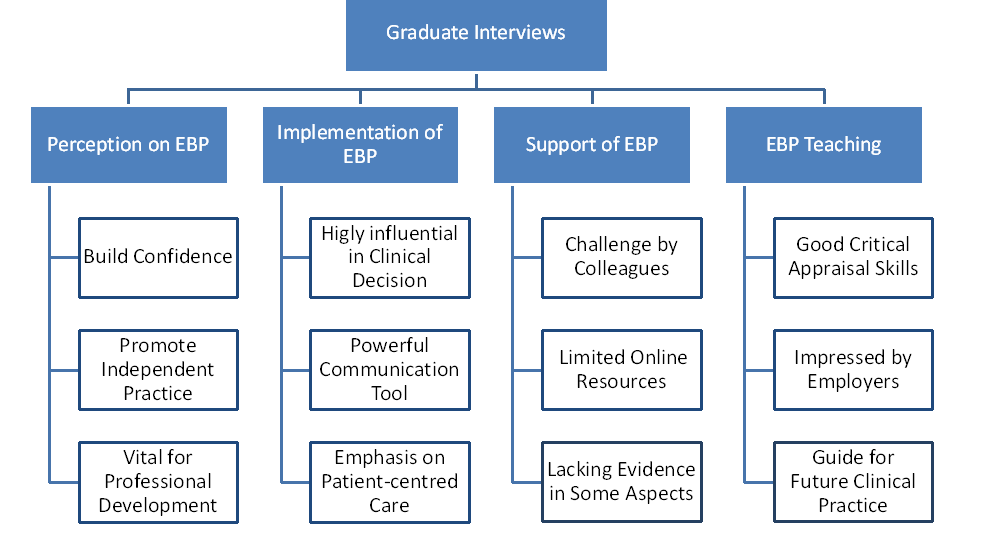 Graduate Interviews
Perception on EBP
Implementation of
EBP
Support of EBP
EBP Teaching
Build Confidence
Promote
Independent
Practice
Vital for
Professional
Development
Higly influential
in Clinical
Decision
Powerful
Communication
Tool
Emphasis on
Patient-centred
Care
Challenge by
Colleagues
Limited Online
Resources
Lacking Evidence
in Some Aspects
Good Critical
Appraisal Skills
Impressed by
Employers
Guide for
Future Clinical
Practice